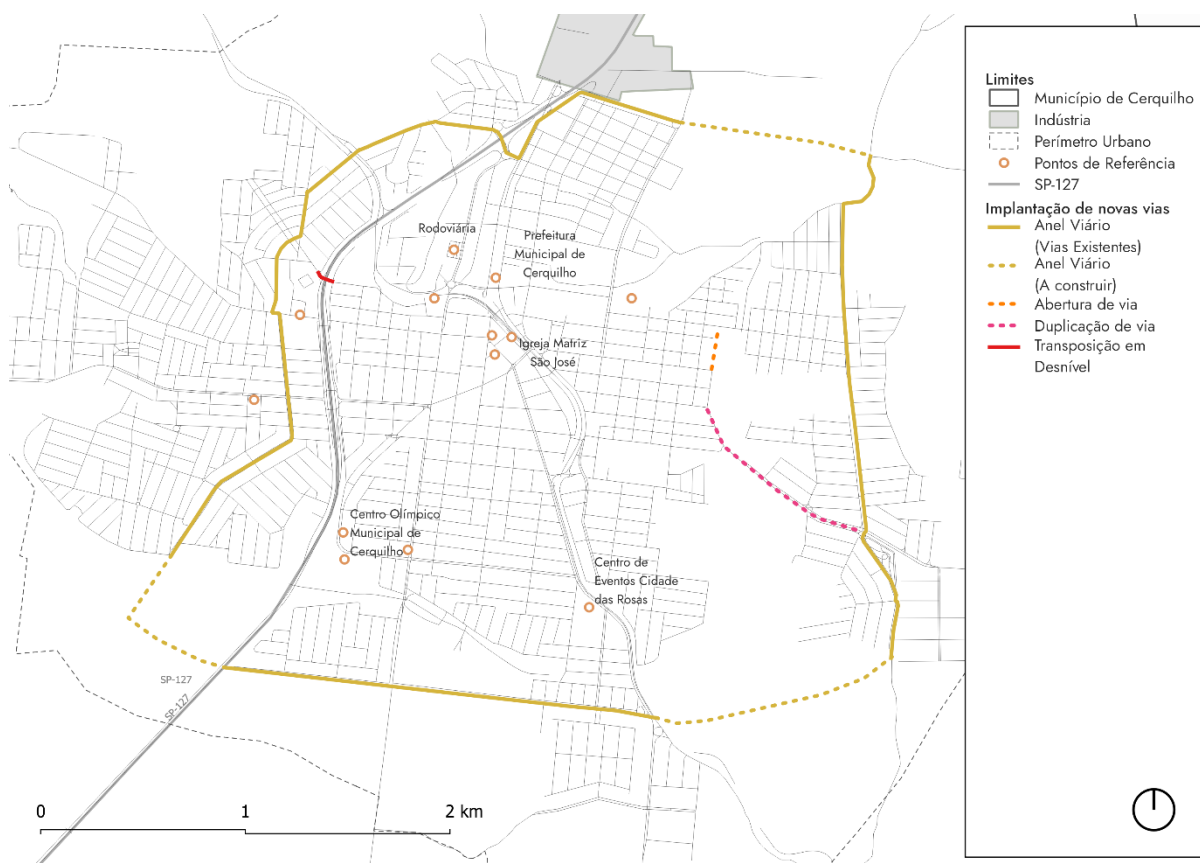 Rodoviária
Prefeitura
Municipal de
Cerquilho
Igreja Matriz
São José
Centro Olímpico
Municipal de
Cerquilho
Centro de
Eventos Cidade
das Rosas
SP-127
SP-127
0 1 2 km
Limites
Município de Cerquilho
Indústria
Perímetro Urbano
Pontos de Referência
SP-127
Implantação de novas vias
Anel Viário
(Vias Existentes)
Anel Viário
(A construir)
Abertura de via
Duplicação de via
Transposição em
Desnível